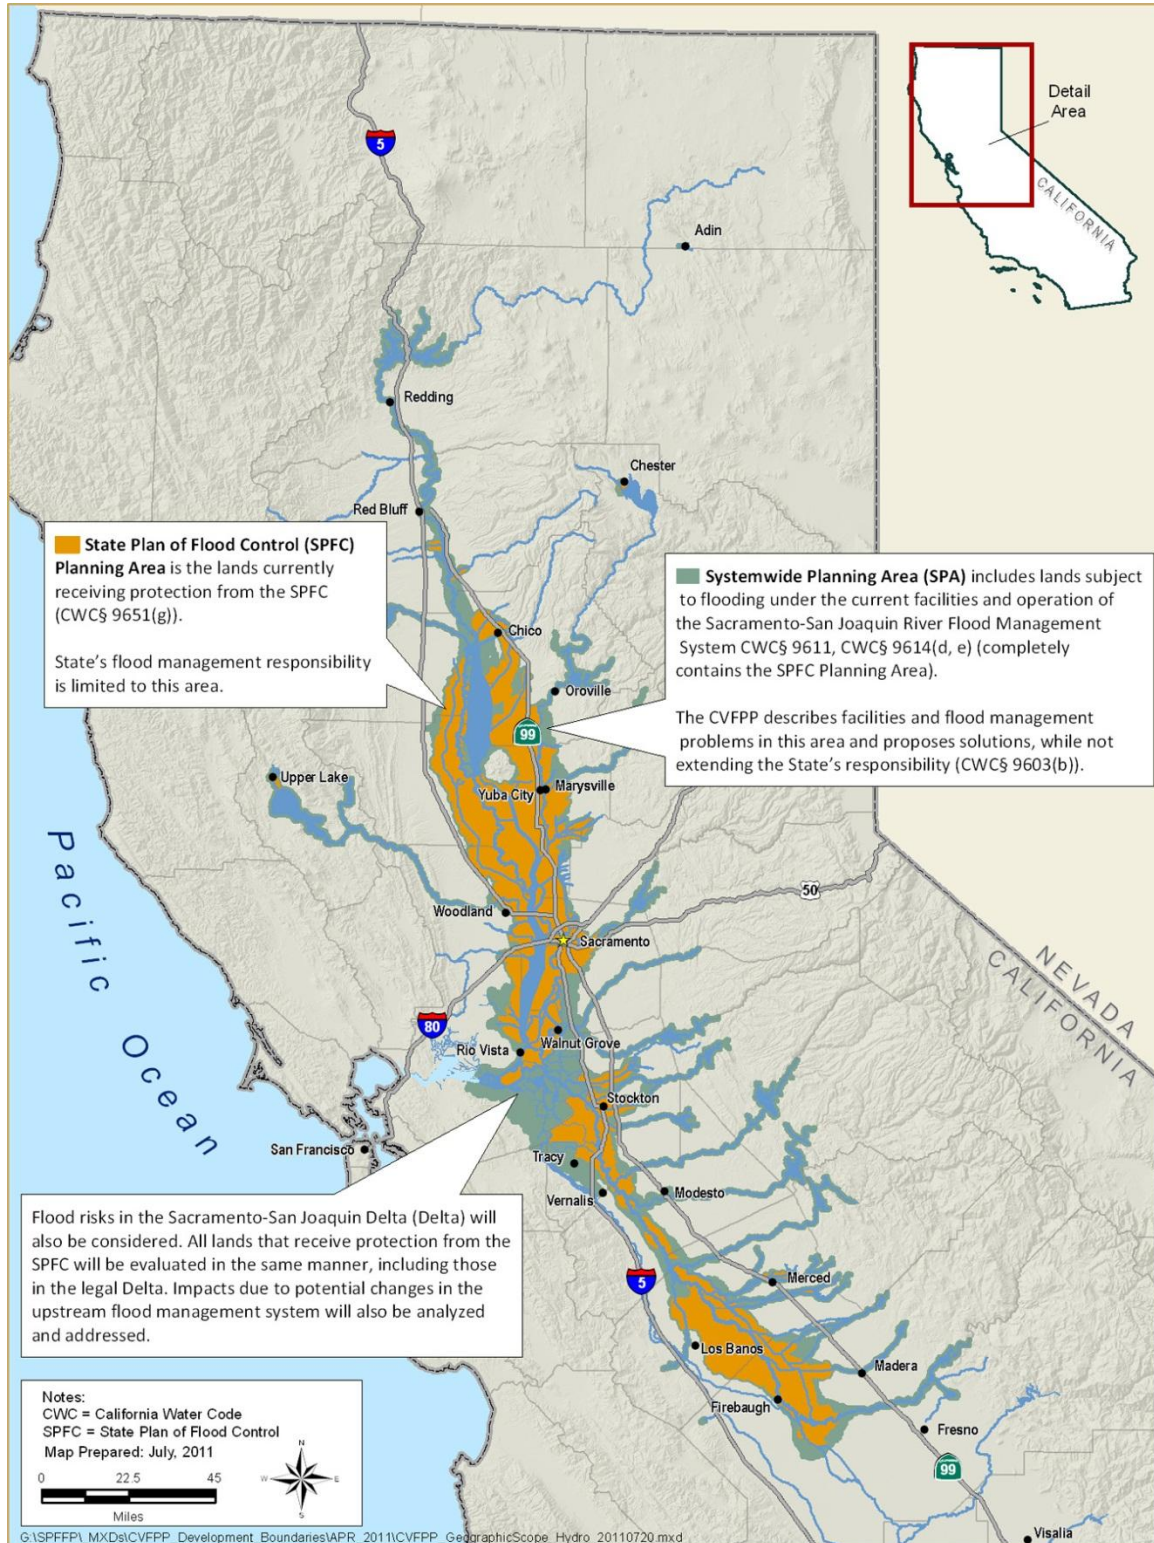 Detail
Area
CALIFORNIA
5
Adin
Redding
Chester
Red Bluff
State Plan of Flood Control (SPFC)
Planning Area is the lands currently
receiving protection from the SPFC
(CWC§ 9651(g)).
State's flood management responsibility
is limited to this area.
Systemwide Planning Area (SPA) includes lands subject
to flooding under the current facilities and operation of
the Sacramento-San Joaquin River Flood Management
System CWC§ 9611, CWC§ 9614(d, e) (completely
contains the SPFC Planning Area).
The CVFPP describes facilities and flood management
problems in this area and proposes solutions, while not
extending the State's responsibility (CWC§ 9603(b)).
Chico
Oroville
99
Upper Lake
Yuba City
Marysville
Pacific Ocean
50
Woodland
Sacramento
NEVADA
CALIFORNIA
80
Walnut Grove
Rio Vista
Stockton
San Francisco
Tracy
Vernalis
Modesto
Flood risks in the Sacramento-San Joaquin Delta (Delta) will
also be considered. All lands that receive protection from the
SPFC will be evaluated in the same manner, including those
in the legal Delta. Impacts due to potential changes in the
upstream flood management system will also be analyzed
and addressed.
5
Merced
Los Banos
Madera
Firebaugh
Fresno
99
Visalia
Notes:
CWC = California Water Code
SPFC = State Plan of Flood Control
Map Prepared: July, 2011
0 22.5 45
Miles
N
W E
S
G:\SPFFP\_MXDs\CVFPP_Development_Boundaries\APR_2011\CVFPP_GeographicScope_Hydro_20110720.mxd